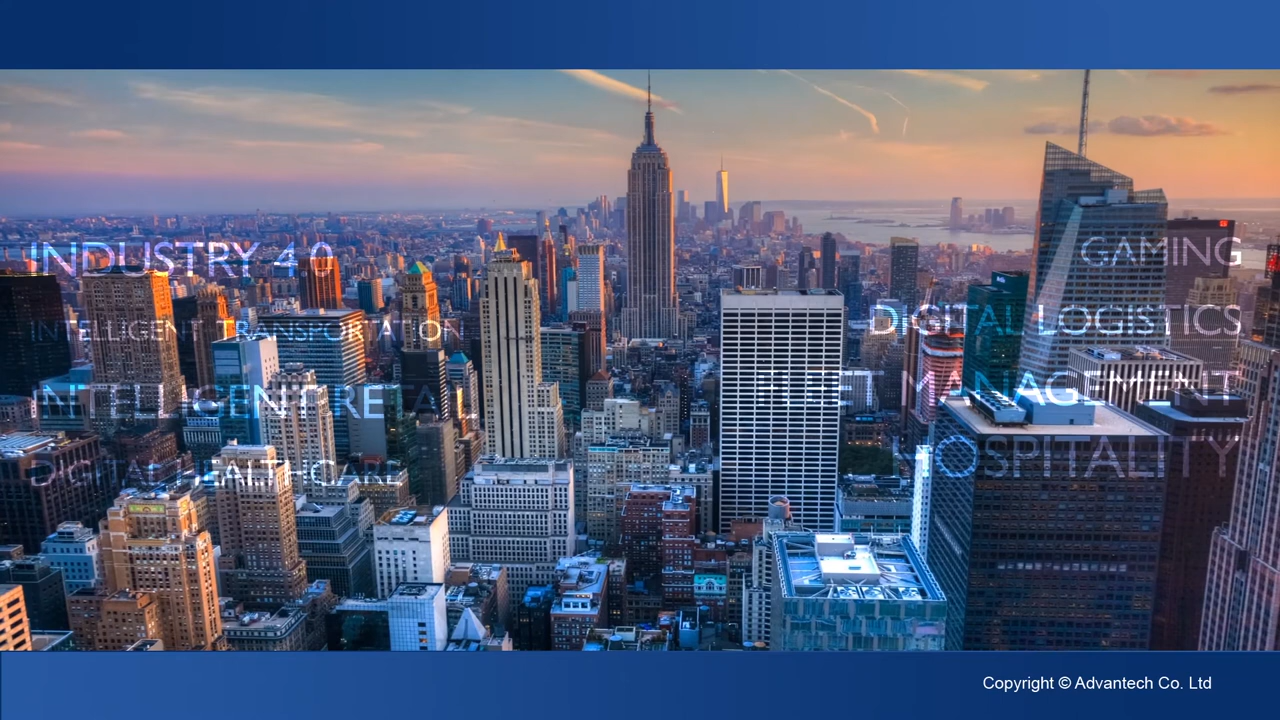 INDUSTRY 4.0
INTELLIGENT TRANSPORTATION
INTELLIGENT RETAIL
DIGITAL HEALTHCARE
GAMING
DIGITAL LOGISTICS
FLEET MANAGEMENT
HOSPITALITY
Copyright © Advantech Co. Ltd